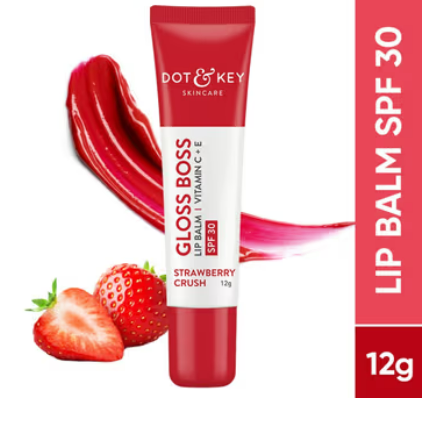 DOT & KEY
SKINCARE
GLOSS BOSS
LIP BALM | VITAMIN C + E
SPF 30
STRAWBERRY
CRUSH
12g
LIP BALM SPF 30
12g